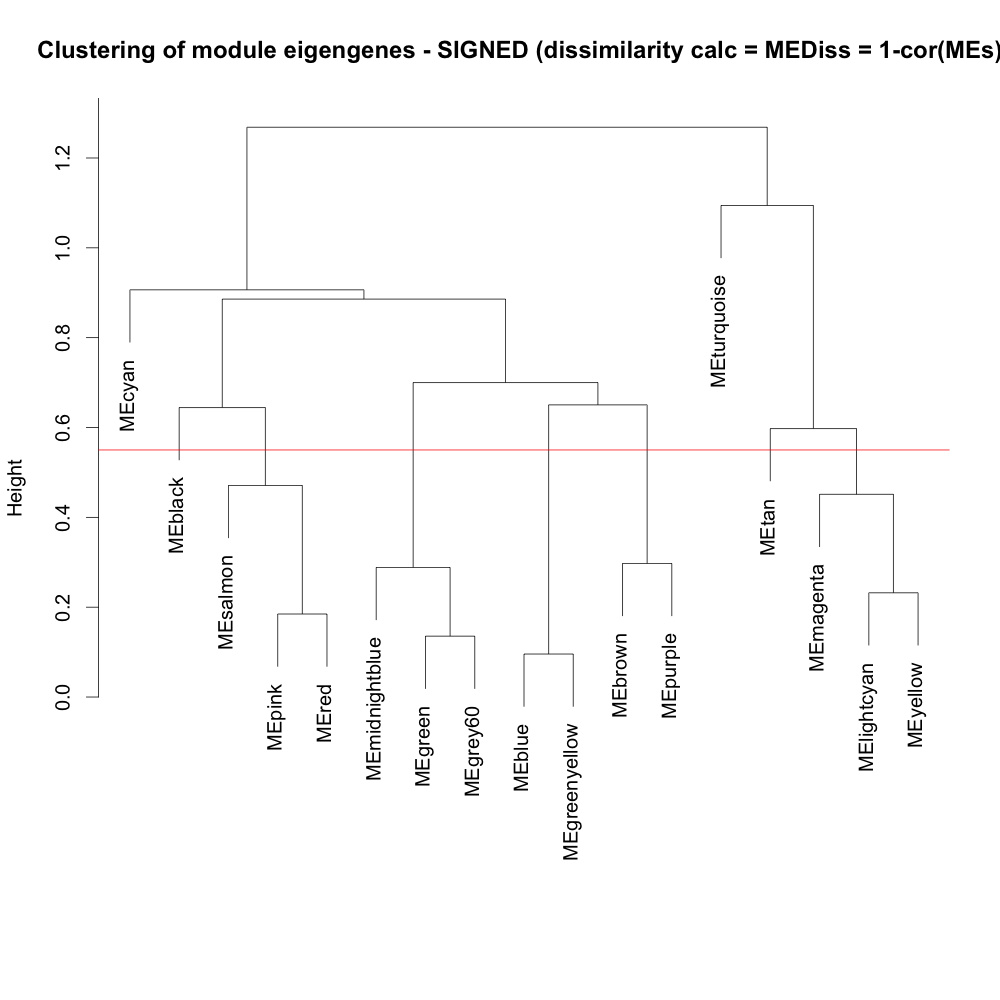 Clustering of module eigengenes - SIGNED (dissimilarity calc = MEDiss = 1-cor(MEs)
Height
1.2
1.0
0.8
0.6
0.4
0.2
0.0
MEcyan
MEblack
MEsalmon
MEpink
MEred
MEmidnightblue
MEgreen
MEgrey60
MEblue
MEgreenyellow
MEbrown
MEpurple
MEturquoise
MEtan
MEmagenta
MElightcyan
MEyellow